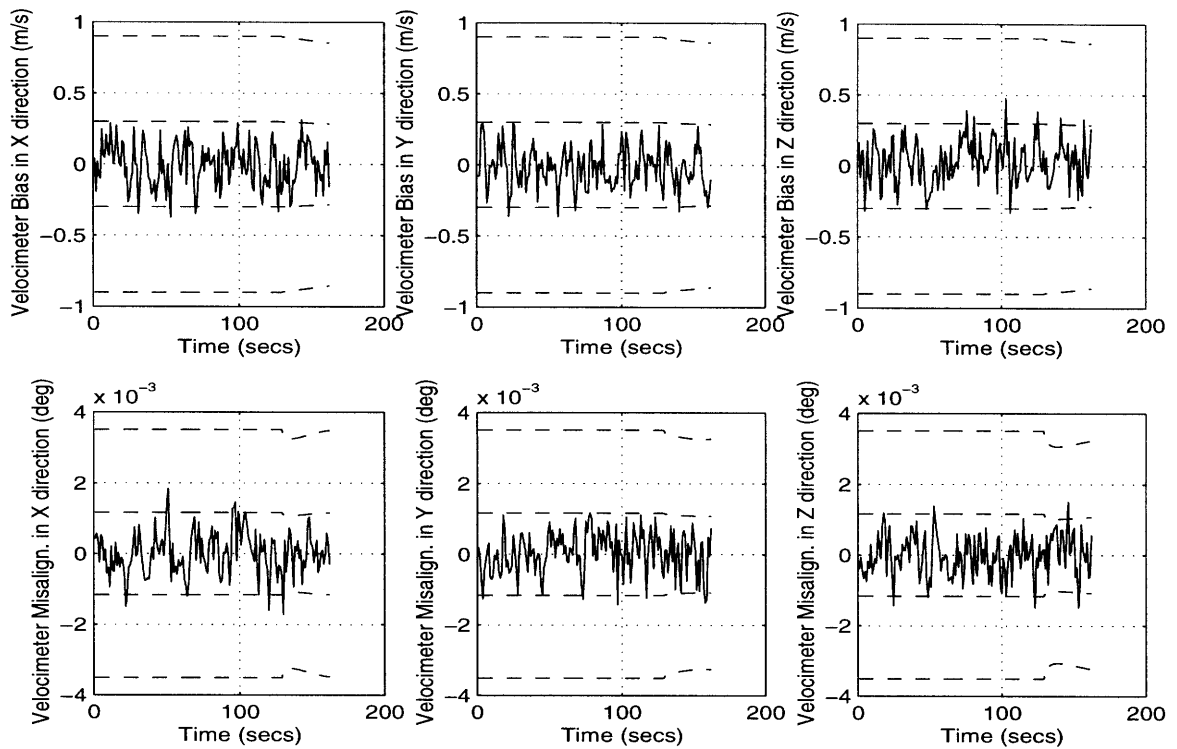 Velocimeter Bias in X direction (m/s)
1
0.5
0
−0.5
−1
0 100 200
Time (secs)
Velocimeter Bias in Y direction (m/s)
1
0.5
0
−0.5
−1
0 100 200
Time (secs)
Velocimeter Bias in Z direction (m/s)
1
0.5
0
−0.5
−1
0 100 200
Time (secs)
Velocimeter Misalign. in X direction (deg)
x 10⁻³
4
2
0
−2
−4
0 100 200
Time (secs)
Velocimeter Misalign. in Y direction (deg)
x 10⁻³
4
2
0
−2
−4
0 100 200
Time (secs)
Velocimeter Misalign. in Z direction (deg)
x 10⁻³
4
2
0
−2
−4
0 100 200
Time (secs)